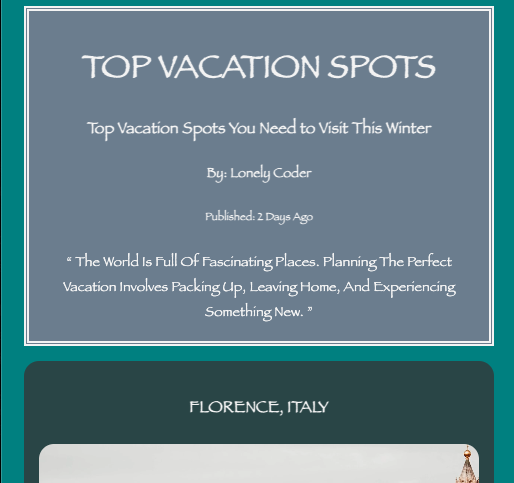 TOP VACATION SPOTS
Top Vacation Spots You Need to Visit This Winter
By: Lonely Coder
Published: 2 Days Ago
“ The World Is Full Of Fascinating Places. Planning The Perfect
Vacation Involves Packing Up, Leaving Home, And Experiencing
Something New. ”
FLORENCE, ITALY